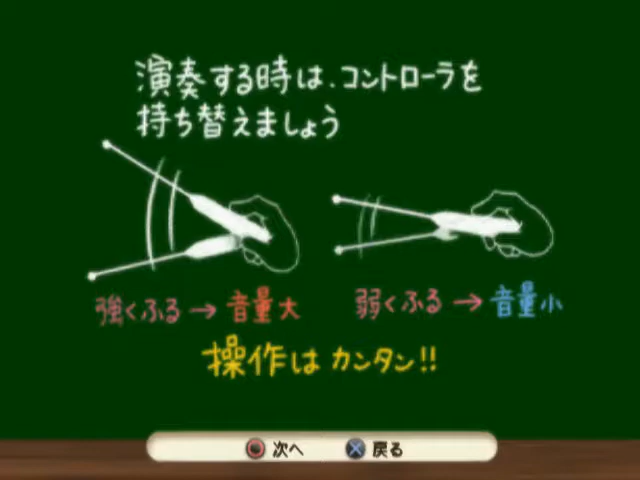 演奏する時は、コントローラを
持ち替えましょう
強くふる → 音量大
弱くふる → 音量小
操作は カンタン!!
次へ
戻る